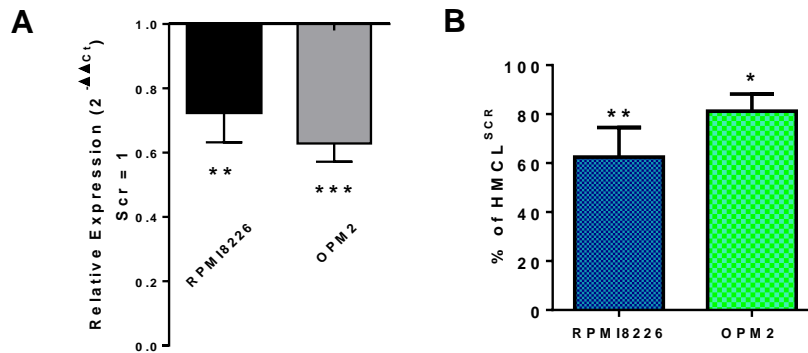 A
Relative Expression (2 -▲▲Ct)
Scr = 1
1.0
0.8
0.6
0.4
0.2
0.0
**
***
RPMI8226
OPM2
B
% of HMCL SCR
100
80
60
40
20
0
**
*
RPMI8226
OPM2